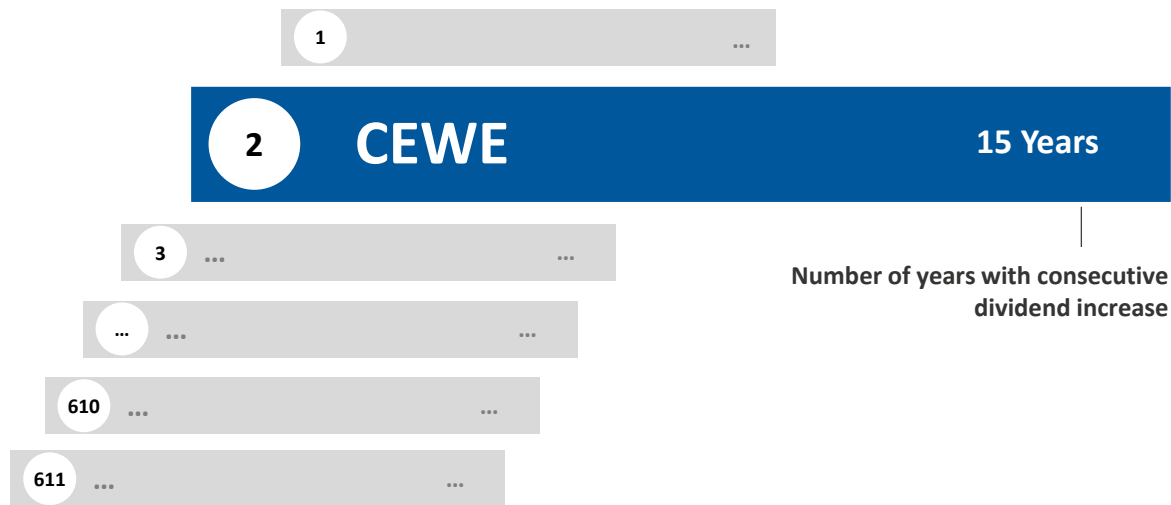 1 ...
2 CEWE 15 Years
3 ... ...
Number of years with consecutive
dividend increase
... ... ...
610 ... ...
611 ... ...